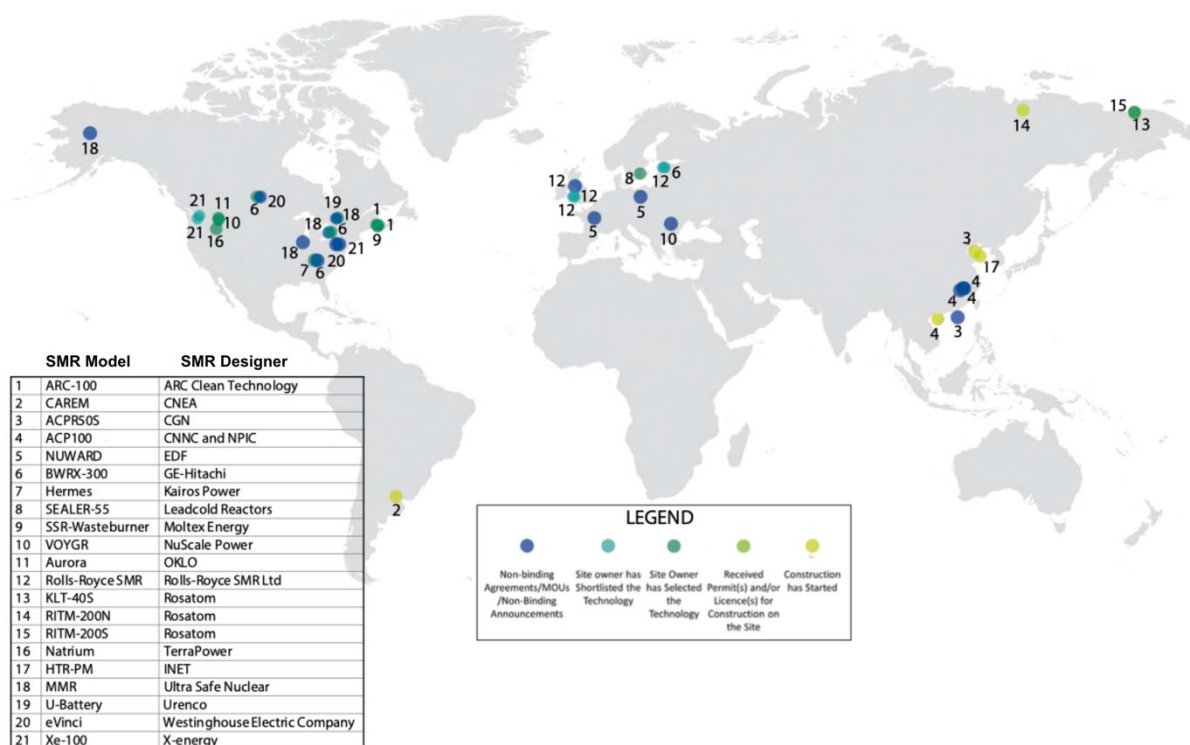 18
21
21
11
10
16
6
20
19
18
18
6
18
20
21
7
6
1
1
9
12
12
12
8
12
6
5
5
10
14
15
13
3
17
4
4
4
4
3
2
SMR Model SMR Designer
1 ARC-100 ARC Clean Technology
2 CAREM CNEA
3 ACPR50S CGN
4 ACP100 CNNC and NPIC
5 NUWARD EDF
6 BWRX-300 GE-Hitachi
7 Hermes Kairos Power
8 SEALER-55 Leadcold Reactors
9 SSR-Wasteburner Moltex Energy
10 VOYGR NuScale Power
11 Aurora OKLO
12 Rolls-Royce SMR Rolls-Royce SMR Ltd
13 KLT-40S Rosatom
14 RITM-200N Rosatom
15 RITM-200S Rosatom
16 Natrium TerraPower
17 HTR-PM INET
18 MMR Ultra Safe Nuclear
19 U-Battery Urenco
20 eVinci Westinghouse Electric Company
21 Xe-100 X-energy
LEGEND
Non-binding
Agreements/MOUs
/Non-Binding
Announcements
Site owner has
Shortlisted the
Technology
Site Owner
has Selected
the
Technology
Received
Permit(s) and/or
Licence(s) for
Construction on
the Site
Construction
has Started